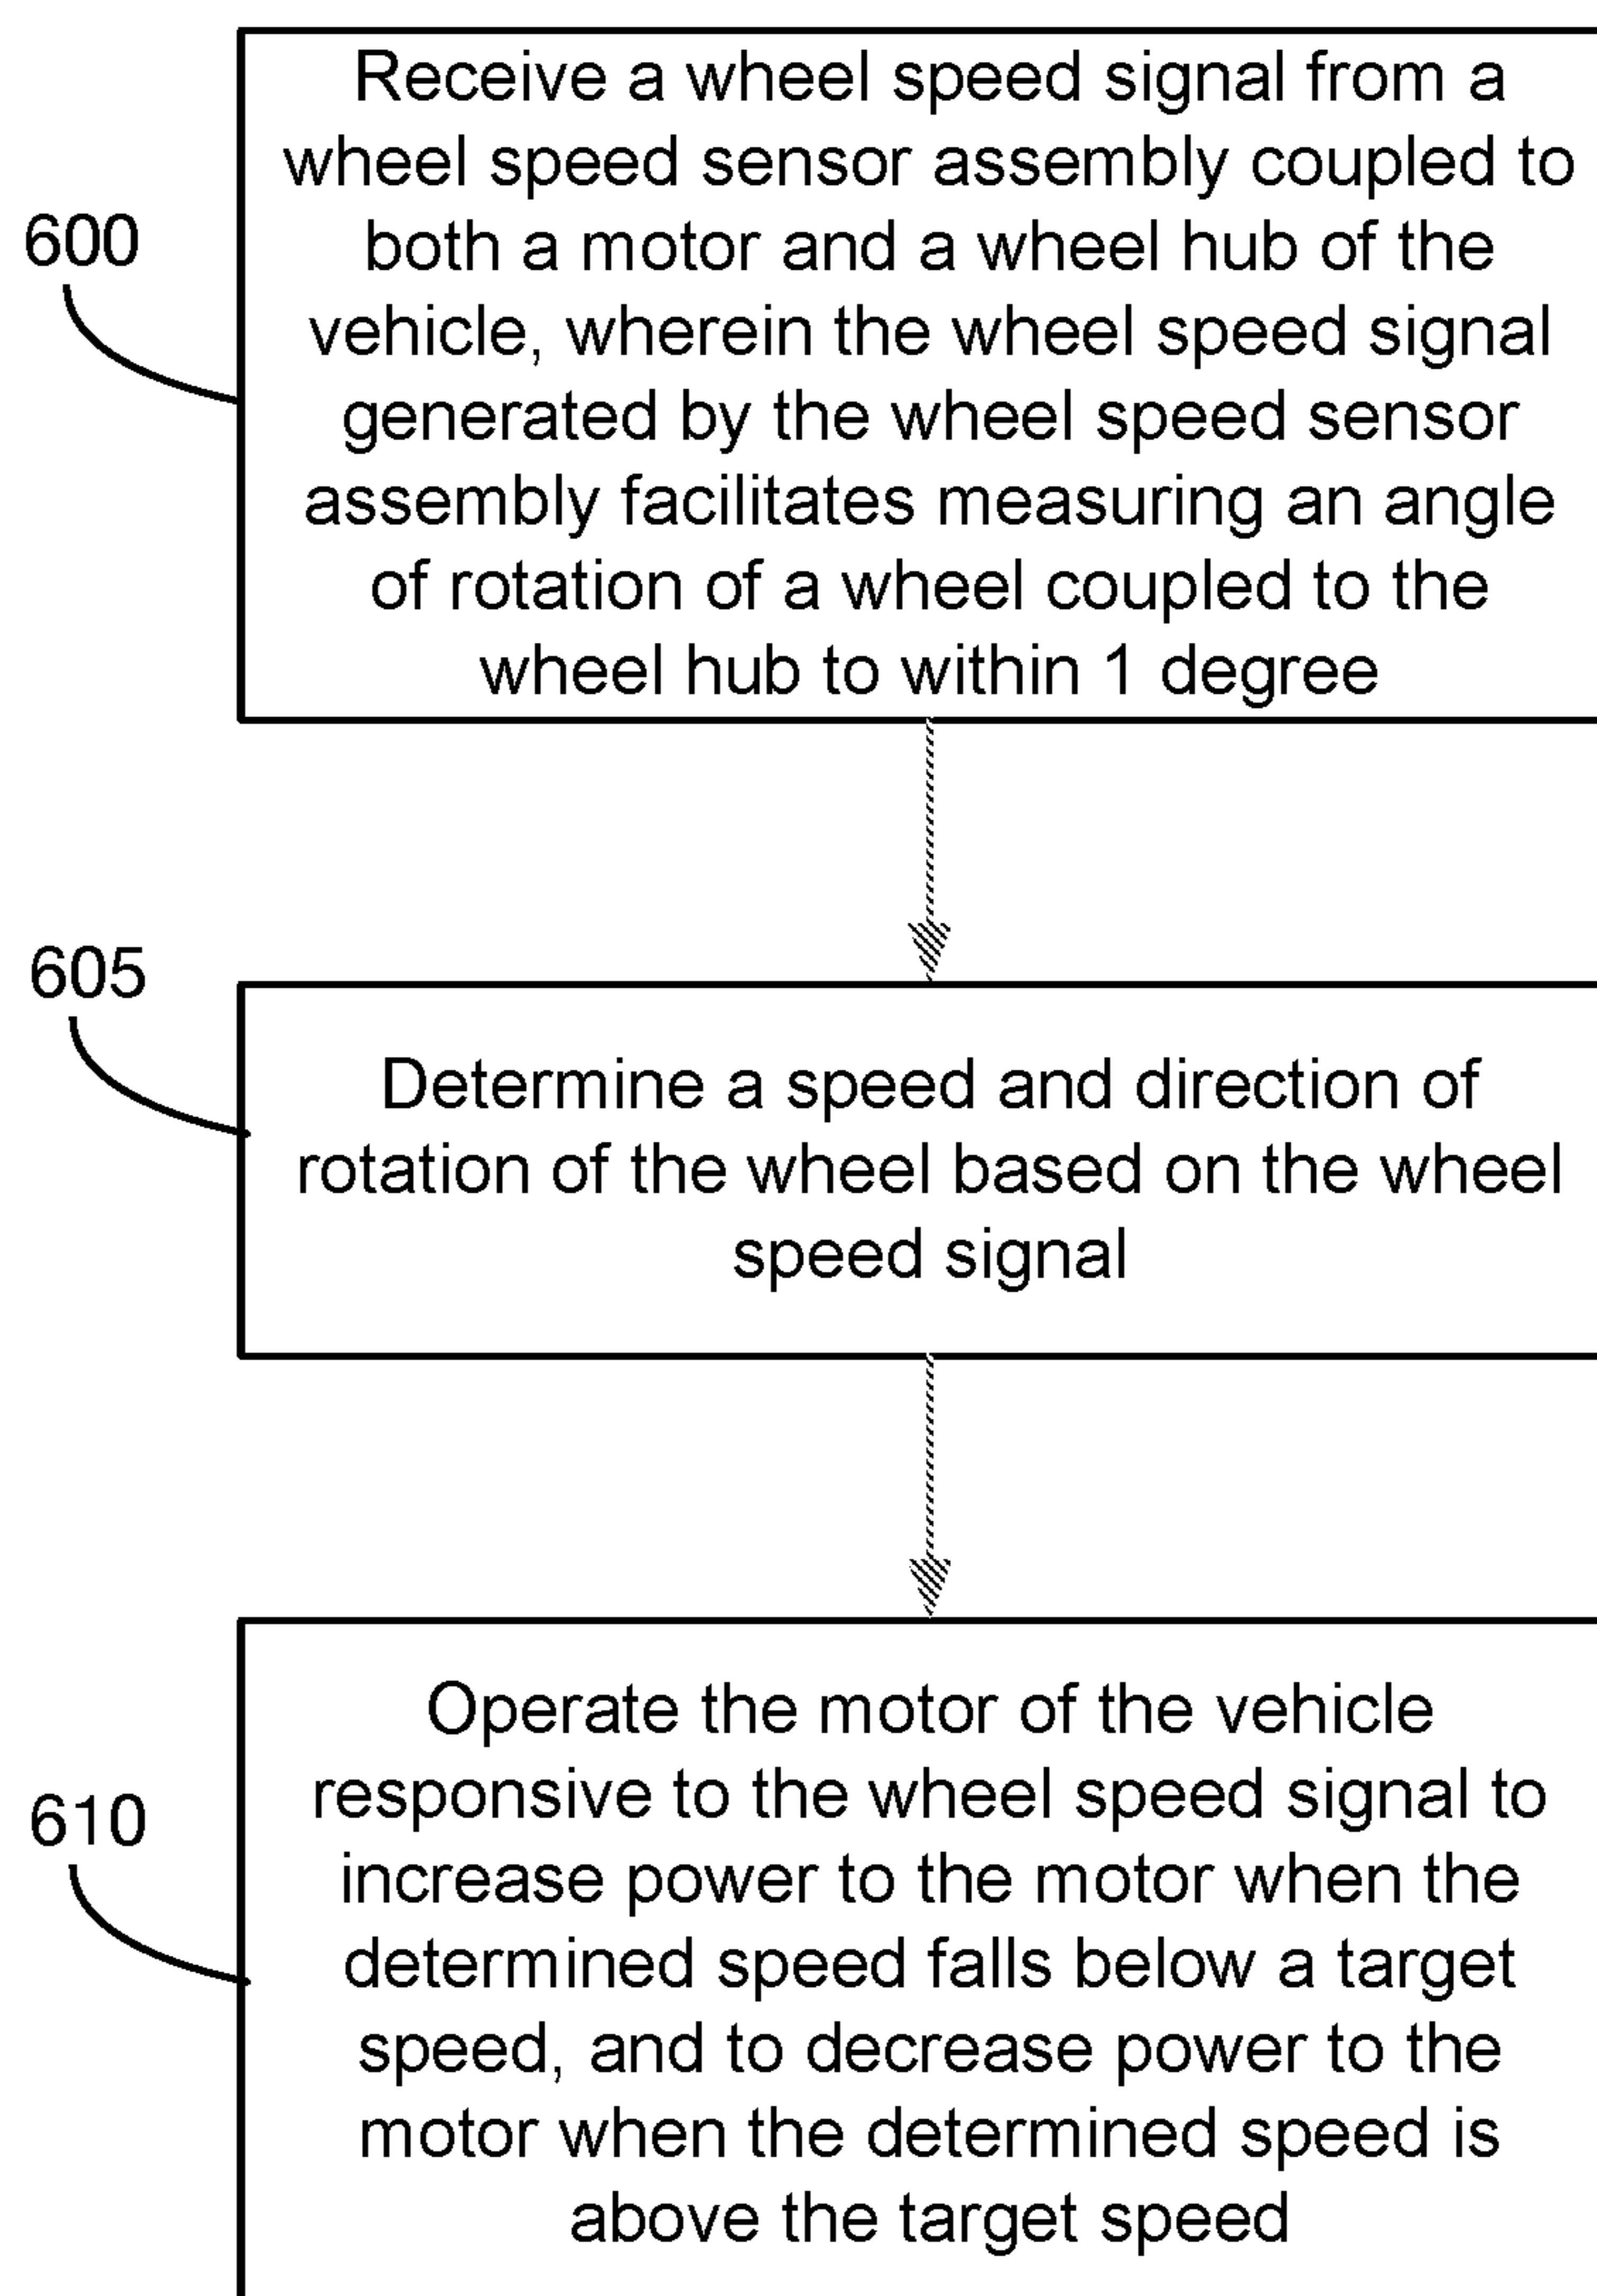 Receive a wheel speed signal from a
wheel speed sensor assembly coupled to
both a motor and a wheel hub of the
vehicle, wherein the wheel speed signal
generated by the wheel speed sensor
assembly facilitates measuring an angle
of rotation of a wheel coupled to the
wheel hub to within 1 degree
600
605
Determine a speed and direction of
rotation of the wheel based on the wheel
speed signal
610
Operate the motor of the vehicle
responsive to the wheel speed signal to
increase power to the motor when the
determined speed falls below a target
speed, and to decrease power to the
motor when the determined speed is
above the target speed